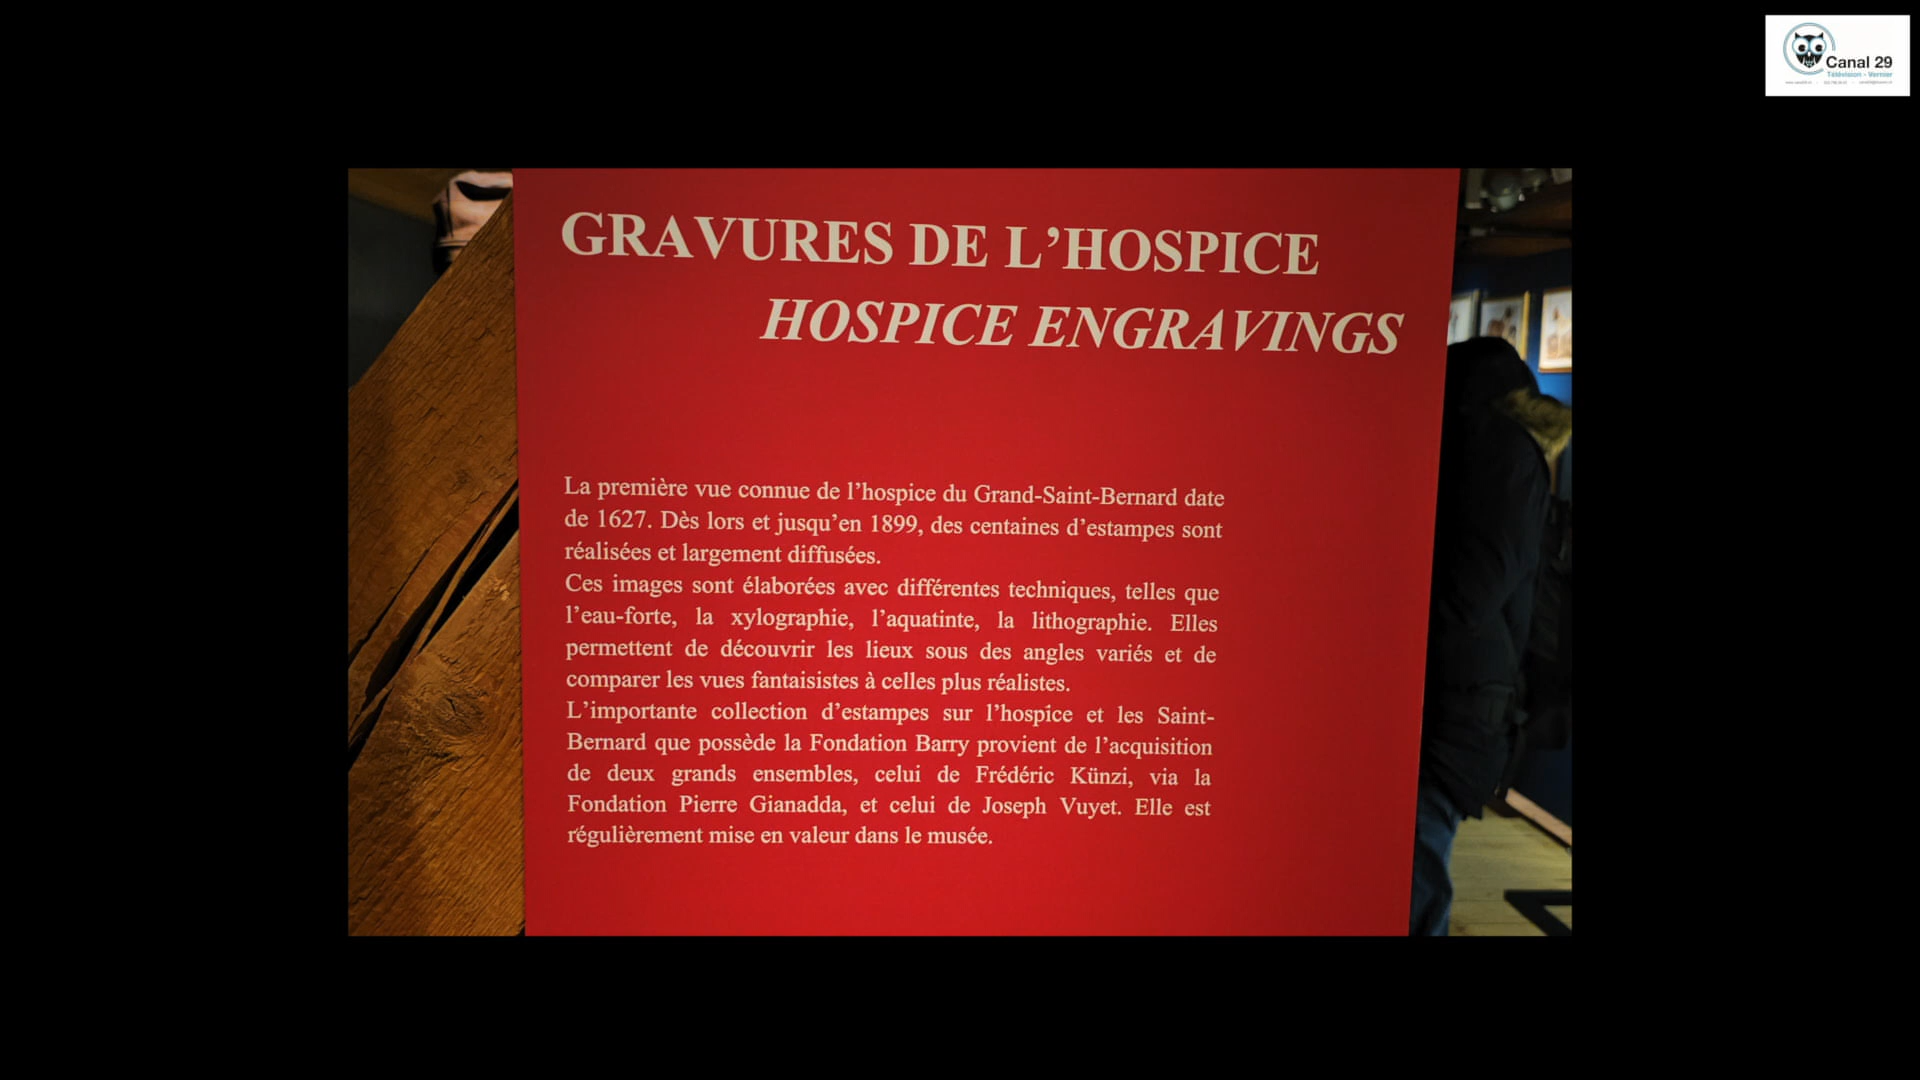 Canal 29
Télévision - Vernier
GRAVURES DE L'HOSPICE
HOSPICE ENGRAVINGS
La première vue connue de l'hospice du Grand-Saint-Bernard date
de 1627. Dès lors et jusqu'en 1899, des centaines d'estampes sont
réalisées et largement diffusées.
Ces images sont élaborées avec différentes techniques, telles que
l'eau-forte, la xylographie, l'aquatinte, la lithographie. Elles
permettent de découvrir les lieux sous des angles variés et de
comparer les vues fantaisistes à celles plus réalistes.
L'importante collection d'estampes sur l'hospice et les Saint-
Bernard que possède la Fondation Barry provient de l'acquisition
de deux grands ensembles, celui de Frédéric Künzi, via la
Fondation Pierre Gianadda, et celui de Joseph Vuyet. Elle est
régulièrement mise en valeur dans le musée.